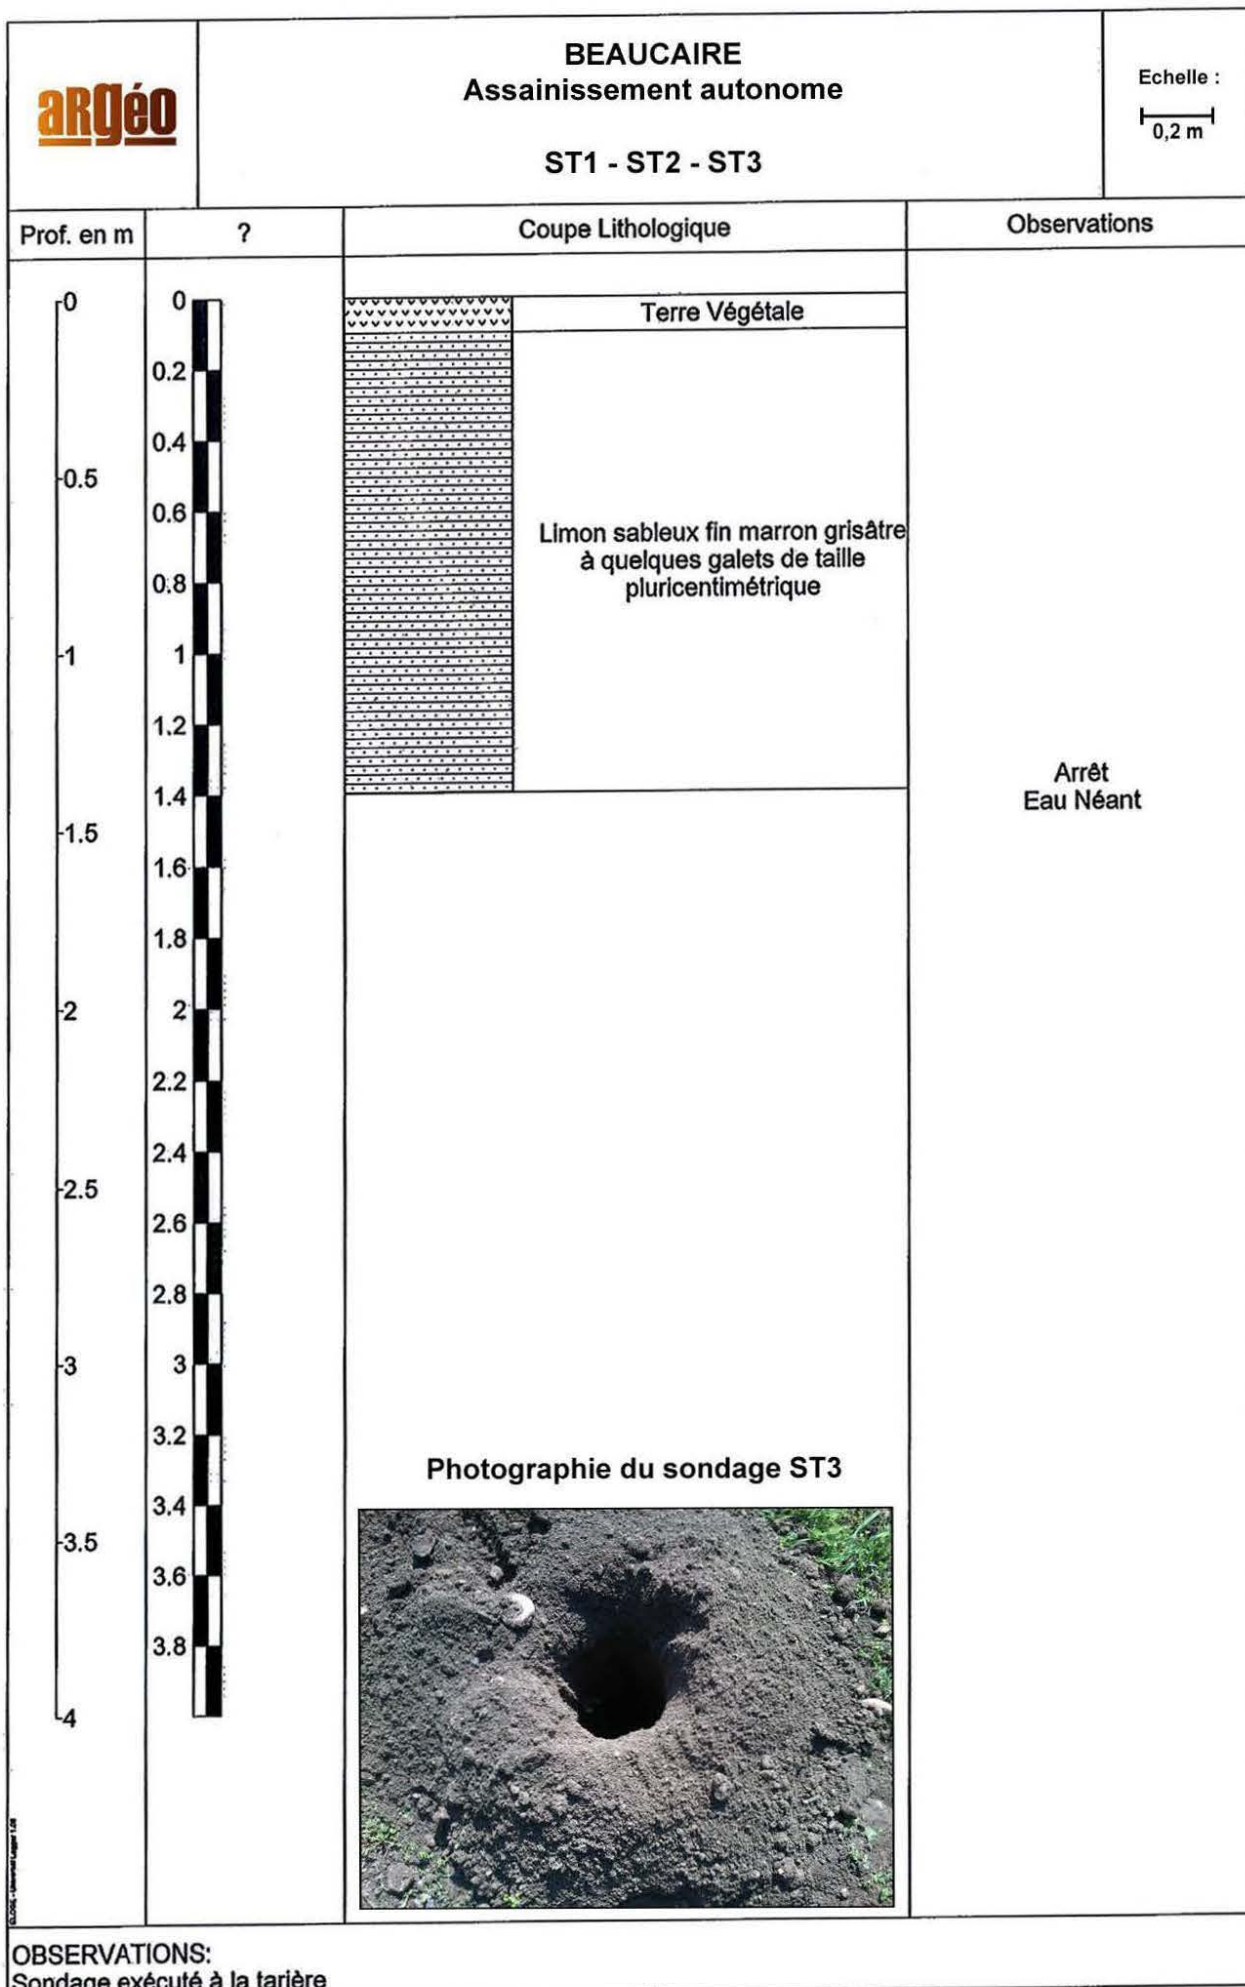 aRgéo
BEAUCAIRE
Assainissement autonome
ST1 - ST2 - ST3
Echelle :
0,2 m
Prof. en m
?
Coupe Lithologique
Observations
0
0.5
1
1.5
2
2.5
3
3.5
4
0
0.2
0.4
0.6
0.8
1
1.2
1.4
1.6
1.8
2
2.2
2.4
2.6
2.8
3
3.2
3.4
3.6
3.8
Terre Végétale
Limon sableux fin marron grisâtre
à quelques galets de taille
pluricentimétrique
Arrêt
Eau Néant
Photographie du sondage ST3
OBSERVATIONS:
Sondage exécuté à la tarière